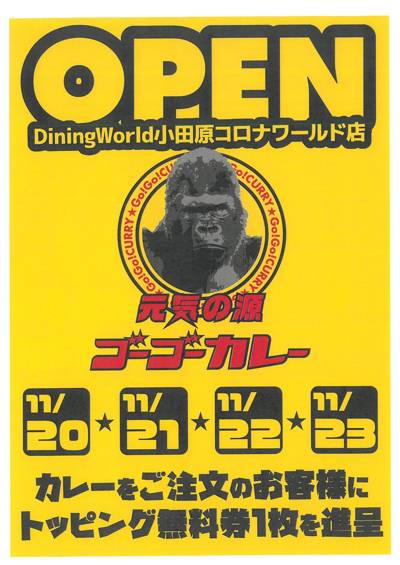 OPEN
DiningWorld小田原コロナワールド店
Go!Go!CURRY★Go!Go!CURRY★Go!Go!CURRY★Go!Go!CURRY
元気の源
ゴーゴーカレー
11/20★11/21★11/22★11/23
カレーをご注文のお客様に
トッピング無料券1枚を進呈